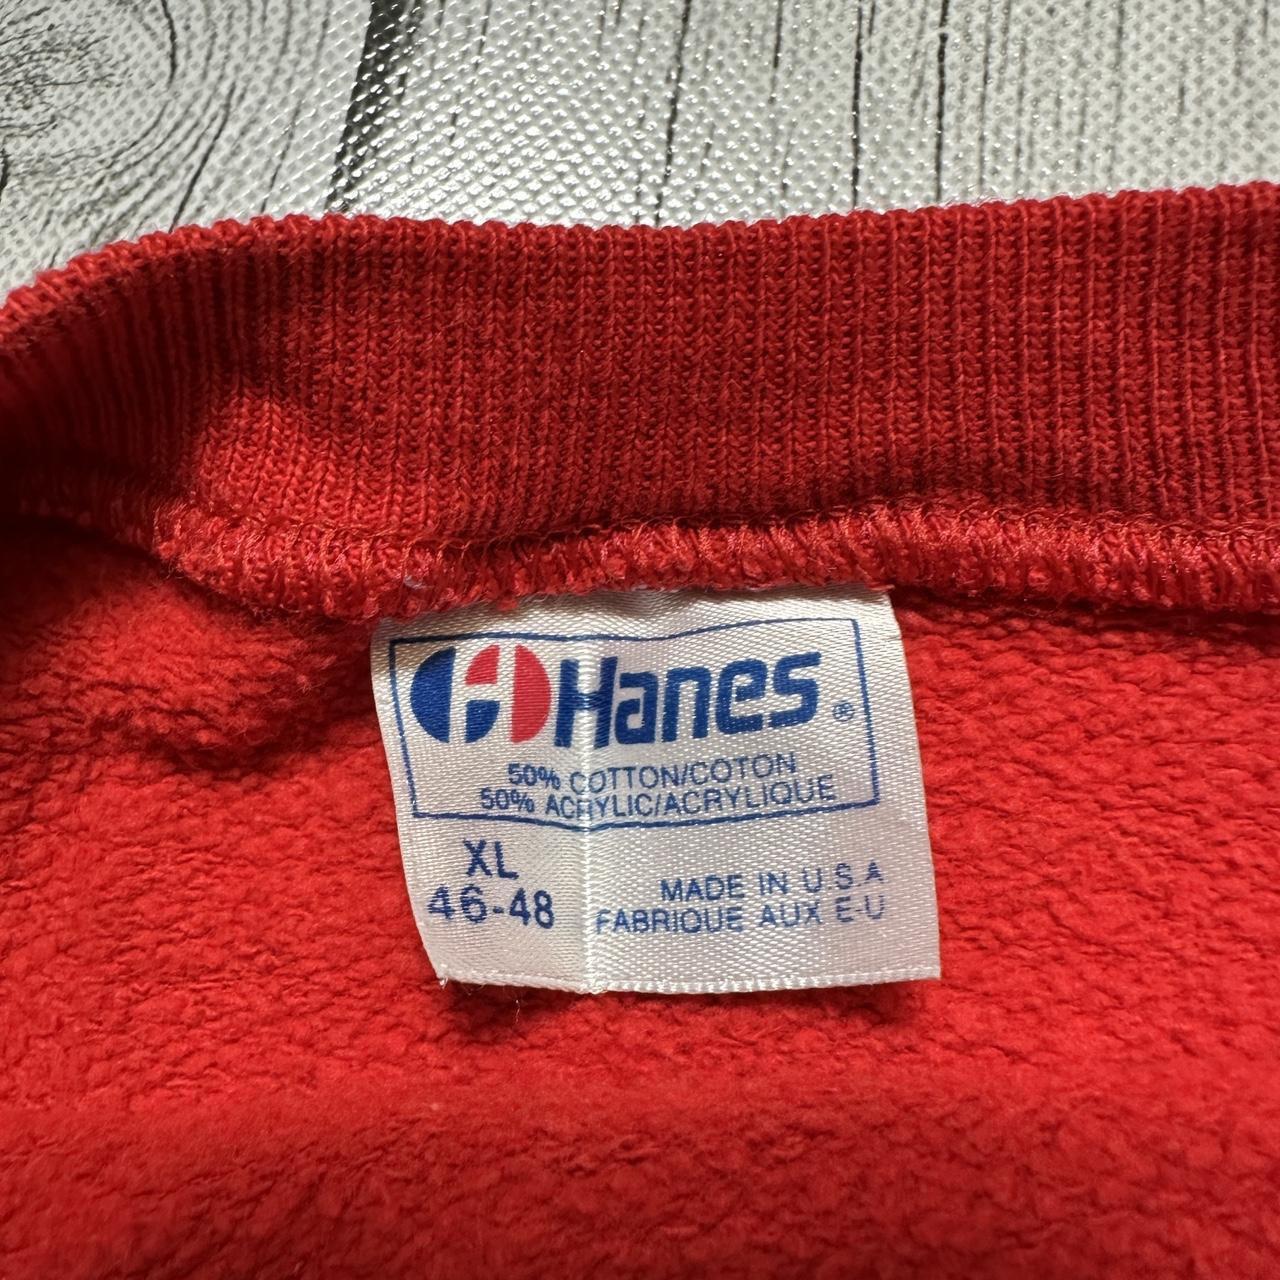 Hanes®
50% COTTON/COTON
50% ACRYLIC/ACRYLIQUE
XL
46-48
MADE IN U.S.A
FABRIQUE AUX E-U